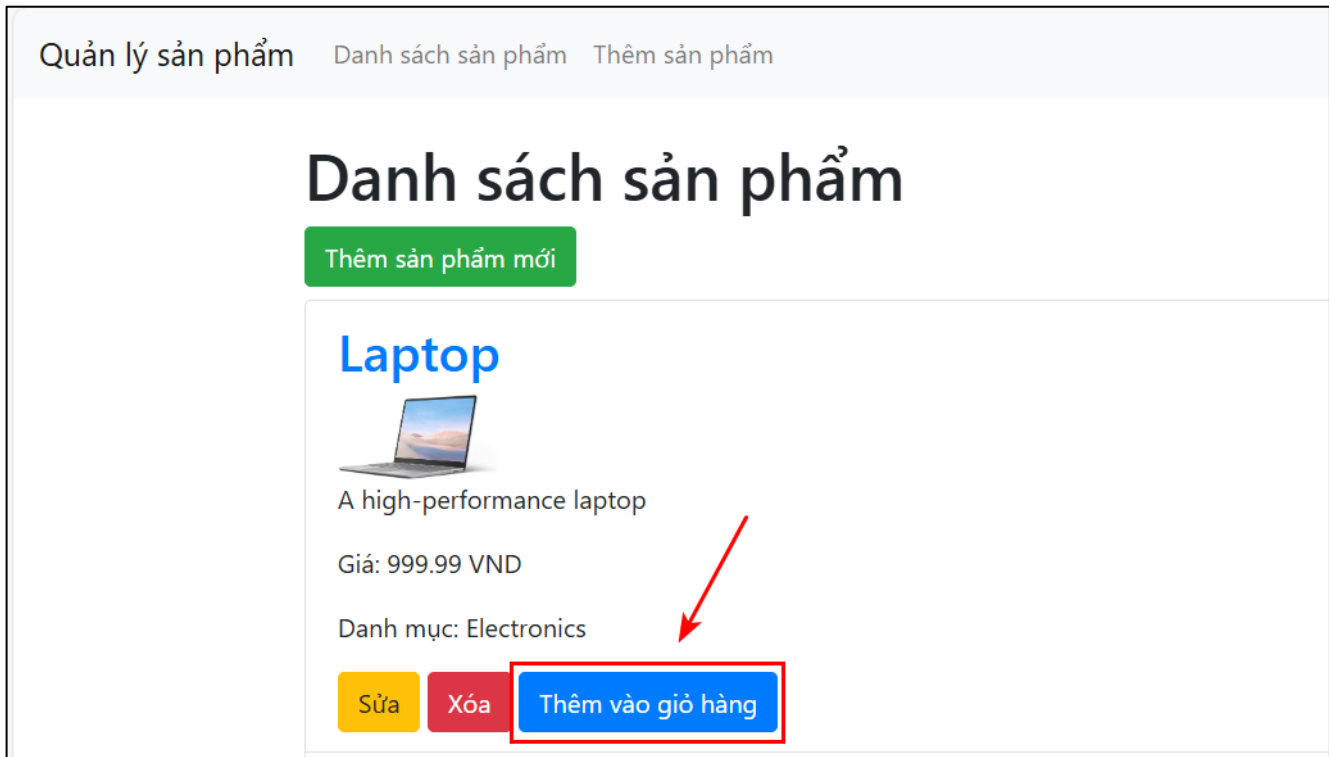 Quản lý sản phẩm Danh sách sản phẩm Thêm sản phẩm
Danh sách sản phẩm
Thêm sản phẩm mới
Laptop
A high-performance laptop
Giá: 999.99 VND
Danh mục: Electronics
Sửa Xóa Thêm vào giỏ hàng